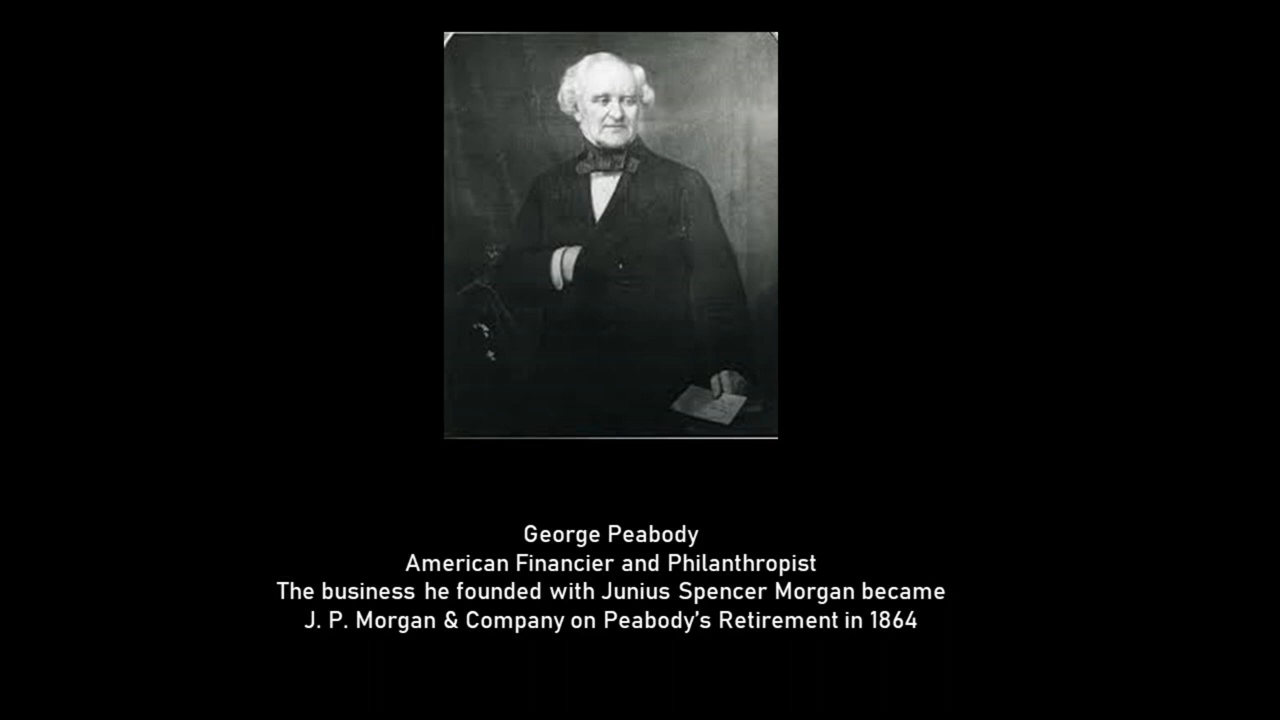 George Peabody
American Financier and Philanthropist
The business he founded with Junius Spencer Morgan became
J. P. Morgan & Company on Peabody's Retirement in 1864